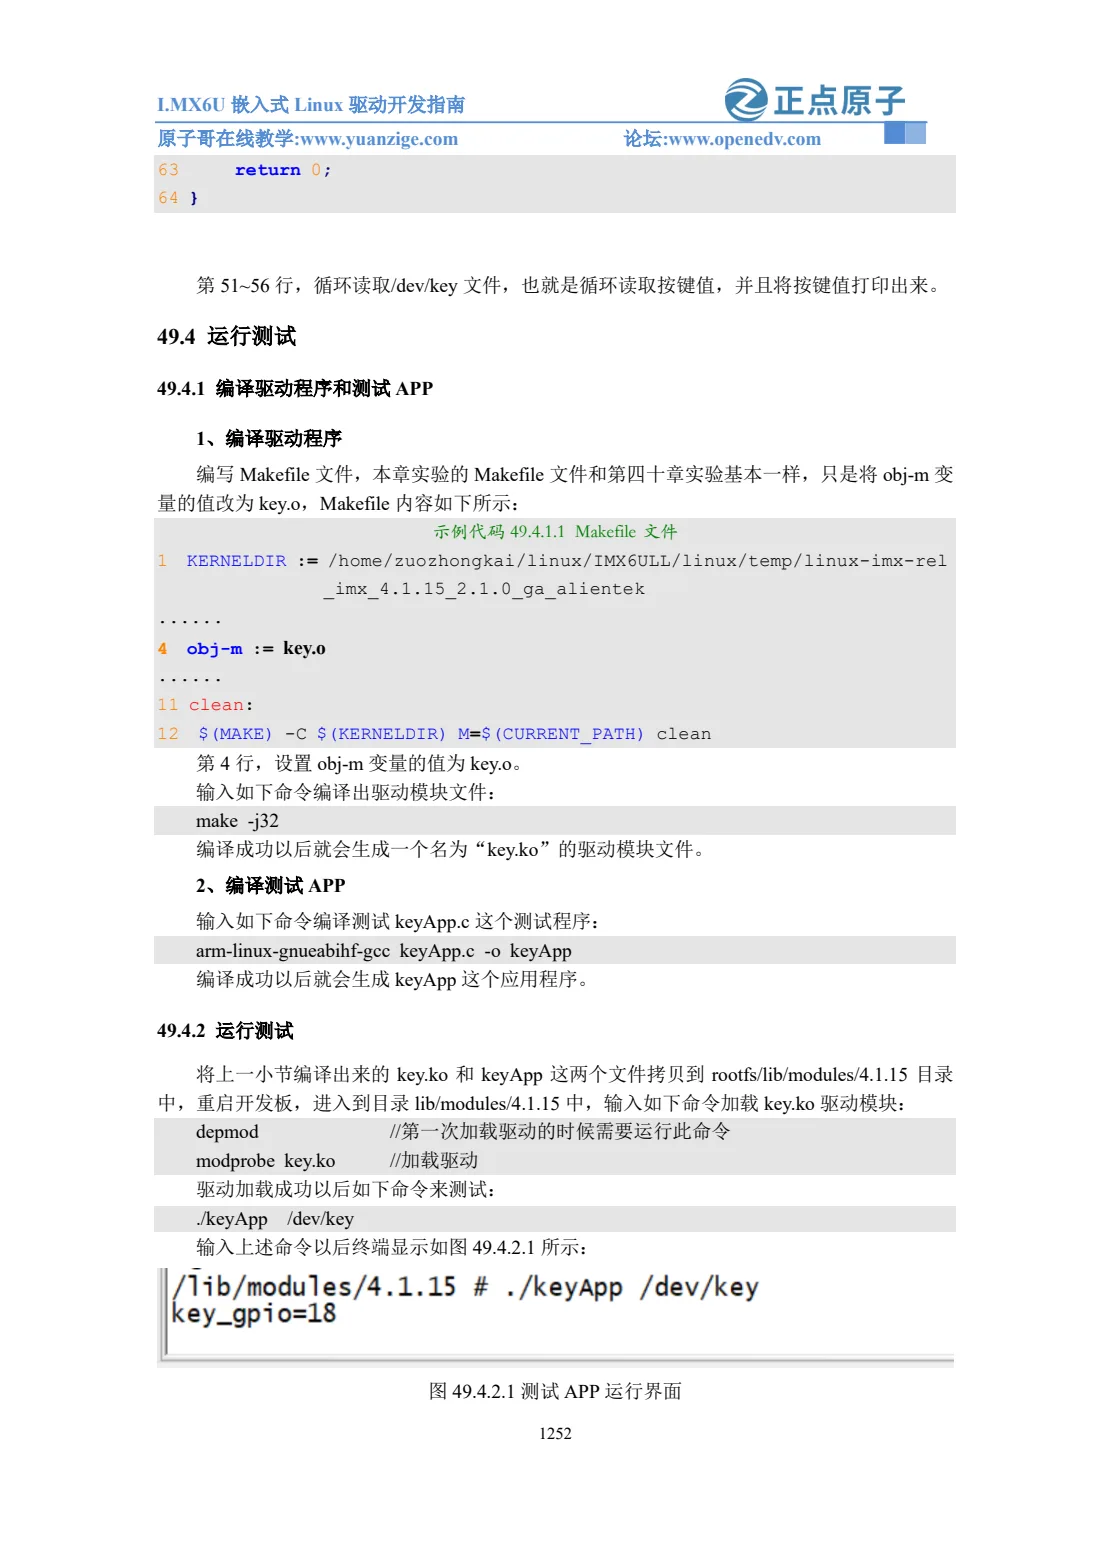 I.MX6U 嵌入式 Linux 驱动开发指南
正点原子
原子哥在线教学:www.yuanzige.com 论坛:www.openedv.com
63 return 0;
64 }
第 51~56 行，循环读取/dev/key 文件，也就是循环读取按键值，并且将按键值打印出来。
49.4 运行测试
49.4.1 编译驱动程序和测试 APP
1、编译驱动程序
编写 Makefile 文件，本章实验的 Makefile 文件和第四十章实验基本一样，只是将 obj-m 变
量的值改为 key.o，Makefile 内容如下所示：
示例代码 49.4.1.1 Makefile 文件
1 KERNELDIR := /home/zuozhongkai/linux/IMX6ULL/linux/temp/linux-imx-rel
_imx_4.1.15_2.1.0_ga_alientek
......
4 obj-m := key.o
......
11 clean:
12 $(MAKE) -C $(KERNELDIR) M=$(CURRENT_PATH) clean
第 4 行，设置 obj-m 变量的值为 key.o。
输入如下命令编译出驱动模块文件：
make -j32
编译成功以后就会生成一个名为“key.ko”的驱动模块文件。
2、编译测试 APP
输入如下命令编译测试 keyApp.c 这个测试程序：
arm-linux-gnueabihf-gcc keyApp.c -o keyApp
编译成功以后就会生成 keyApp 这个应用程序。
49.4.2 运行测试
将上一小节编译出来的 key.ko 和 keyApp 这两个文件拷贝到 rootfs/lib/modules/4.1.15 目录
中，重启开发板，进入到目录 lib/modules/4.1.15 中，输入如下命令加载 key.ko 驱动模块：
depmod //第一次加载驱动的时候需要运行此命令
modprobe key.ko //加载驱动
驱动加载成功以后如下命令来测试：
./keyApp /dev/key
输入上述命令以后终端显示如图 49.4.2.1 所示：
/lib/modules/4.1.15 # ./keyApp /dev/key
key_gpio=18
图 49.4.2.1 测试 APP 运行界面
1252